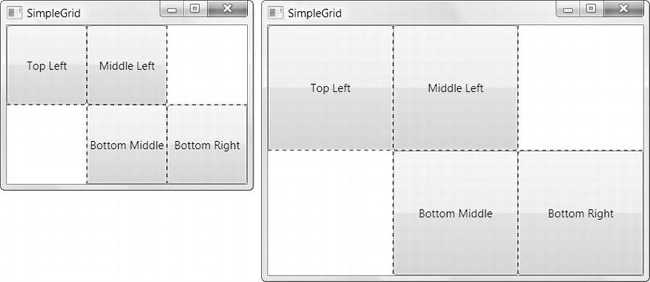 SimpleGrid
Top Left
Middle Left
Bottom Middle
Bottom Right
SimpleGrid
Top Left
Middle Left
Bottom Middle
Bottom Right